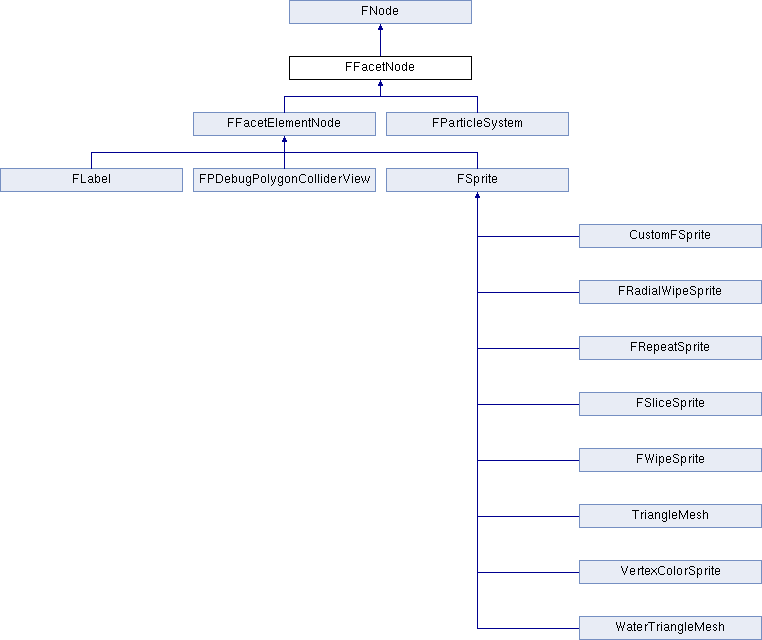 FNode
FFacetNode
FFacetElementNode
FParticleSystem
FLabel
FPDebugPolygonColliderView
FSprite
CustomFSprite
FRadialWipeSprite
FRepeatSprite
FSliceSprite
FWipeSprite
TriangleMesh
VertexColorSprite
WaterTriangleMesh